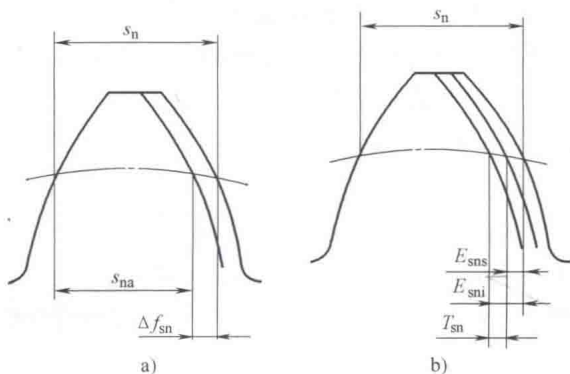 s_n
s_n
s_na
Δf_sn
E_sns
E_sni
T_sn
a)
b)